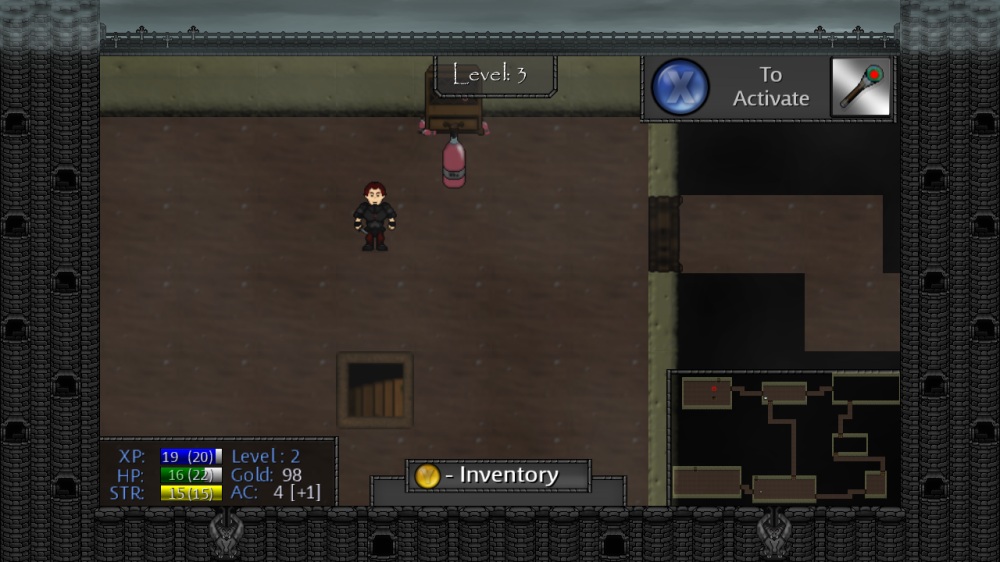 Level: 3
X
To
Activate
XP: 19 (20) Level: 2
HP: 16 (22) Gold: 98
STR: 15 (15) AC: 4 [+1]
Y - Inventory